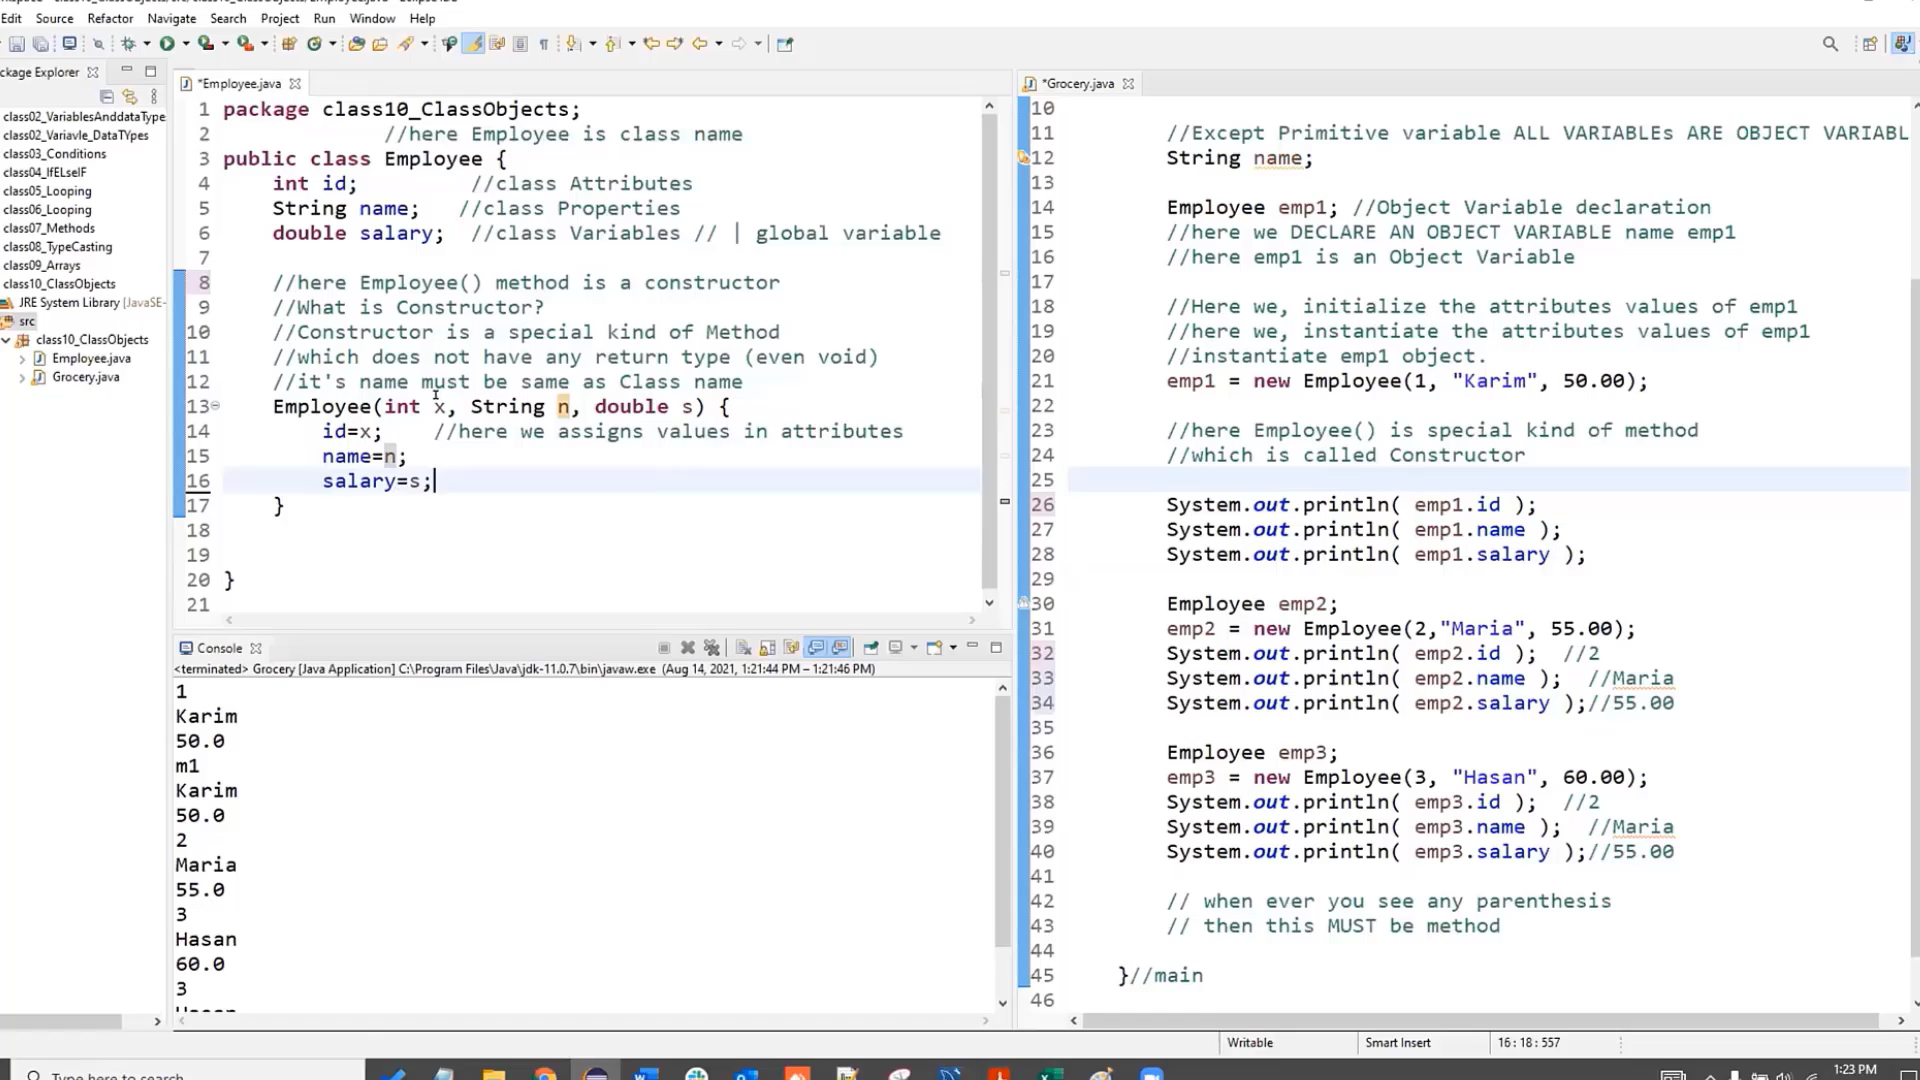 Edit Source Refactor Navigate Search Project Run Window Help
ckage Explorer
class02_VariablesAnddataType
class02_Variavle_DataTYpes
class03_Conditions
class04_IfELselF
class05_Looping
class06_Looping
class07_Methods
class08_TypeCasting
class09_Arrays
class10_ClassObjects
JRE System Library [JavaSE-
src
class10_ClassObjects
Employee.java
Grocery.java
*Employee.java
1 package class10_ClassObjects;
2 //here Employee is class name
3 public class Employee {
4 int id; //class Attributes
5 String name; //class Properties
6 double salary; //class Variables // | global variable
7
8 //here Employee() method is a constructor
9 //What is Constructor?
10 //Constructor is a special kind of Method
11 //which does not have any return type (even void)
12 //it's name must be same as Class name
13 Employee(int x, String n, double s) {
14 id=x; //here we assigns values in attributes
15 name=n;
16 salary=s;
17 }
18
19
20 }
21
Console
<terminated> Grocery [Java Application] C:\Program Files\Java\jdk-11.0.7\bin\javaw.exe (Aug 14, 2021, 1:21:44 PM – 1:21:46 PM)
1
Karim
50.0
m1
Karim
50.0
2
Maria
55.0
3
Hasan
60.0
3
*Grocery.java
10
11 //Except Primitive variable ALL VARIABLEs ARE OBJECT VARIABL
12 String name;
13
14 Employee emp1; //Object Variable declaration
15 //here we DECLARE AN OBJECT VARIABLE name emp1
16 //here emp1 is an Object Variable
17
18 //Here we, initialize the attributes values of emp1
19 //here we, instantiate the attributes values of emp1
20 //instantiate emp1 object.
21 emp1 = new Employee(1, "Karim", 50.00);
22
23 //here Employee() is special kind of method
24 //which is called Constructor
25
26 System.out.println( emp1.id );
27 System.out.println( emp1.name );
28 System.out.println( emp1.salary );
29
30 Employee emp2;
31 emp2 = new Employee(2,"Maria", 55.00);
32 System.out.println( emp2.id ); //2
33 System.out.println( emp2.name ); //Maria
34 System.out.println( emp2.salary );//55.00
35
36 Employee emp3;
37 emp3 = new Employee(3, "Hasan", 60.00);
38 System.out.println( emp3.id ); //2
39 System.out.println( emp3.name ); //Maria
40 System.out.println( emp3.salary );//55.00
41
42 // when ever you see any parenthesis
43 // then this MUST be method
44
45 }//main
46
Writable Smart Insert 16 : 18 : 557
Type here to search
1:23 PM